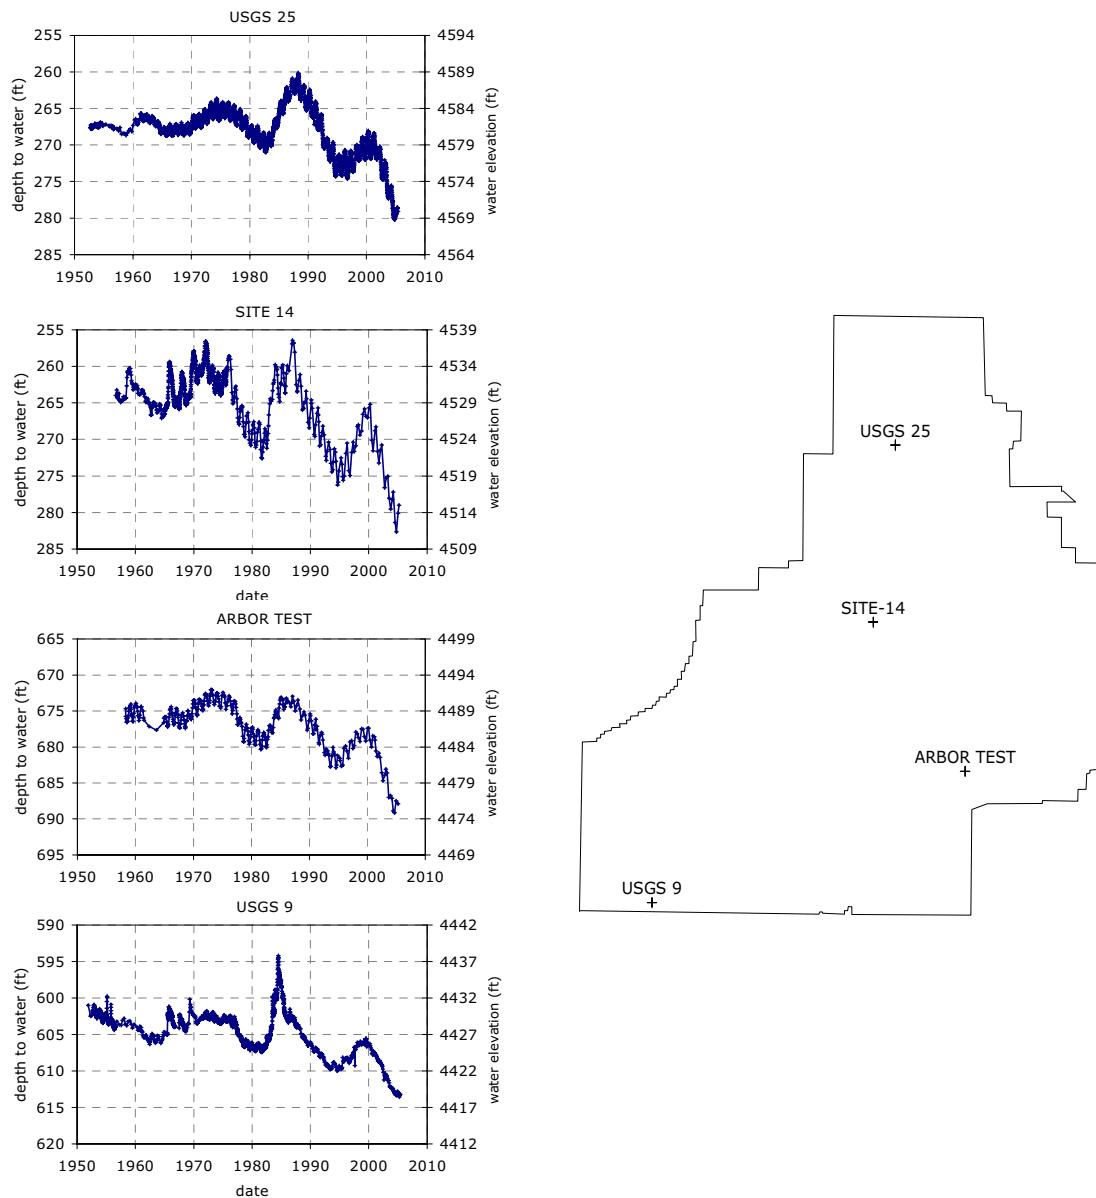 USGS 25
255 4594
260 4589
265 4584
270 4579
275 4574
280 4569
285 4564
depth to water (ft)
water elevation (ft)
1950 1960 1970 1980 1990 2000 2010
SITE 14
255 4539
260 4534
265 4529
270 4524
275 4519
280 4514
285 4509
depth to water (ft)
water elevation (ft)
1950 1960 1970 1980 1990 2000 2010
date
ARBOR TEST
665 4499
670 4494
675 4489
680 4484
685 4479
690 4474
695 4469
depth to water (ft)
water elevation (ft)
1950 1960 1970 1980 1990 2000 2010
USGS 9
590 4442
595 4437
600 4432
605 4427
610 4422
615 4417
620 4412
depth to water (ft)
water elevation (ft)
1950 1960 1970 1980 1990 2000 2010
date
USGS 25
SITE-14
ARBOR TEST
USGS 9